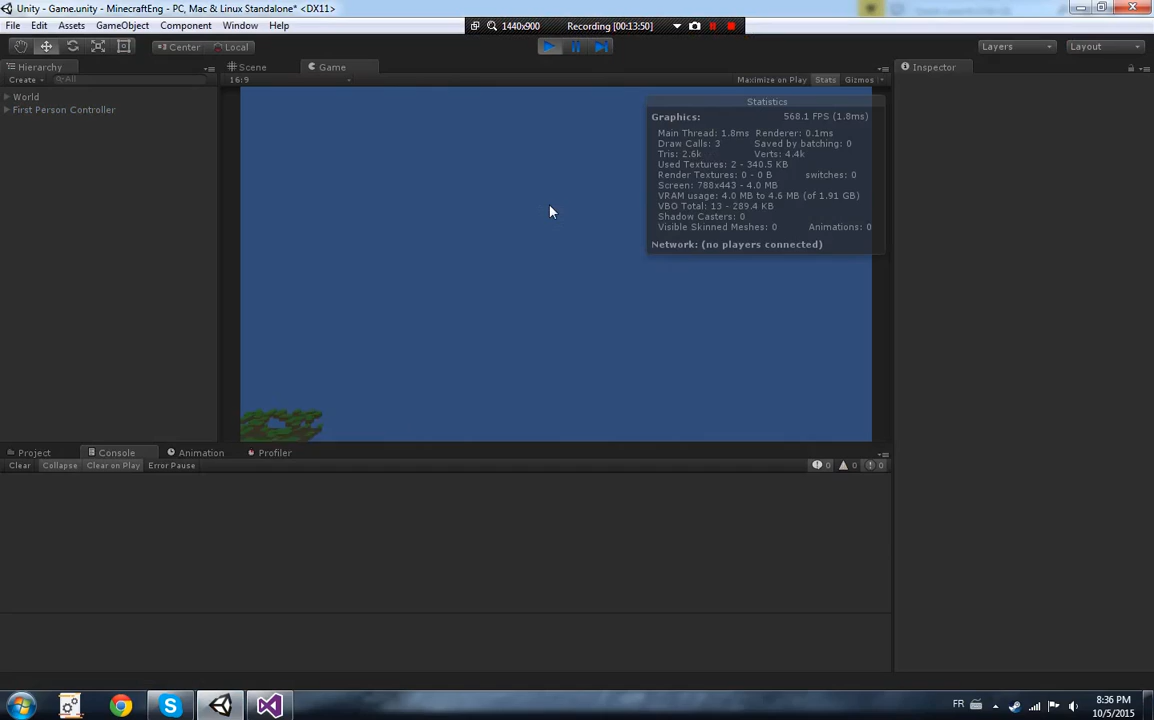 Unity - Game.unity - MinecraftEng - PC, Mac & Linux Standalone* <DX11>
File Edit Assets GameObject Component Window Help
1440x900 Recording [00:13:50]
Center Local
Layers Layout
Hierarchy Scene Game Inspector
Create All 16:9 Maximize on Play Stats Gizmos
World
First Person Controller
Statistics
Graphics: 568.1 FPS (1.8ms)
Main Thread: 1.8ms Renderer: 0.1ms
Draw Calls: 3 Saved by batching: 0
Tris: 2.6k Verts: 4.4k
Used Textures: 2 - 340.5 KB
Render Textures: 0 - 0 B switches: 0
Screen: 788x443 - 4.0 MB
VRAM usage: 4.0 MB to 4.6 MB (of 1.91 GB)
VBO Total: 13 - 289.4 KB
Shadow Casters: 0
Visible Skinned Meshes: 0 Animations: 0
Network: (no players connected)
Project Console Animation Profiler
Clear Collapse Clear on Play Error Pause 0 0 0
FR
8:36 PM
10/5/2015